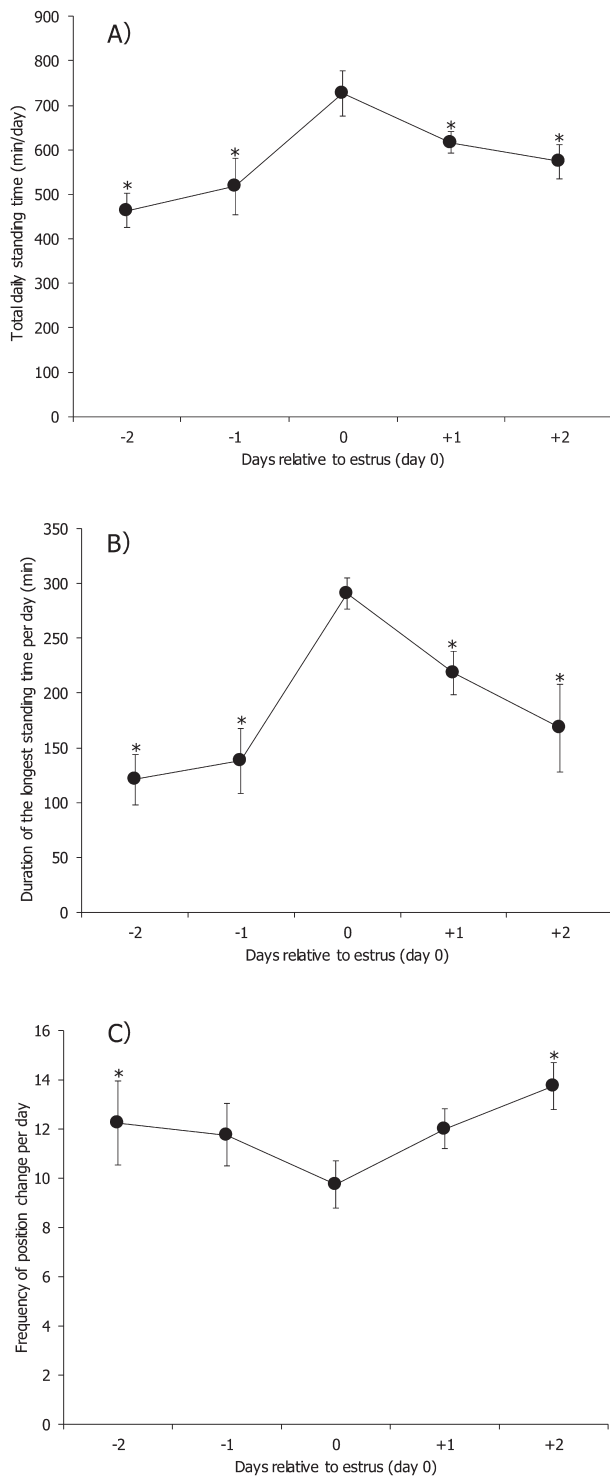 A)
900
800
700
600
500
400
300
200
100
0
Total daily standing time (min/day)
* * * *
-2 -1 0 +1 +2
Days relative to estrus (day 0)
B)
350
300
250
200
150
100
50
0
Duration of the longest standing time per day (min)
* * * *
-2 -1 0 +1 +2
Days relative to estrus (day 0)
C)
16
14
12
10
8
6
4
2
0
Frequency of position change per day
* *
-2 -1 0 +1 +2
Days relative to estrus (day 0)